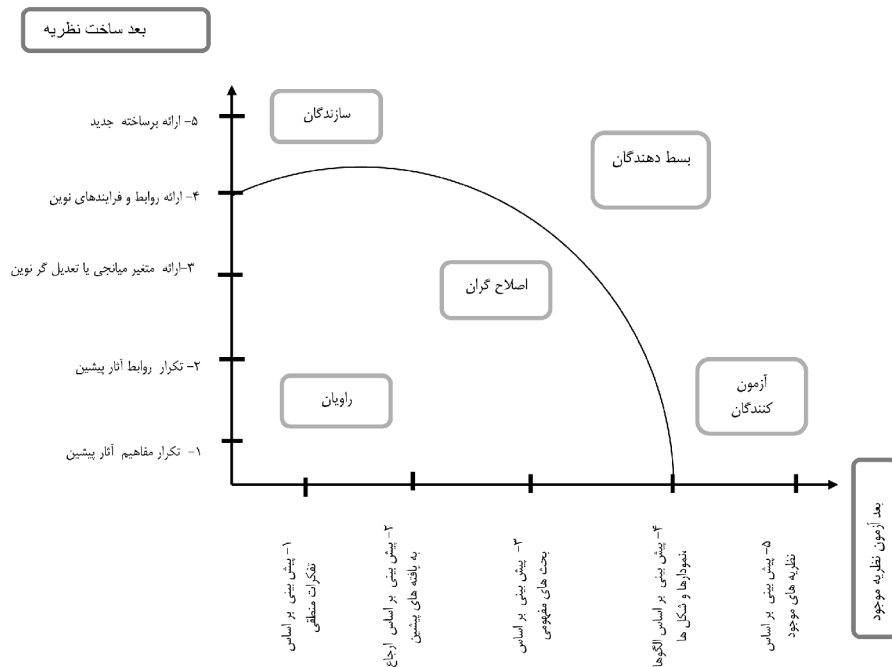 بعد ساخت نظریه
سازندگان
۵- ارائه برساخته جدید
بسط دهندگان
۴- ارائه روابط و فرایندهای نوین
۳-ارائه متغیر میانجی یا تعدیل گر نوین
اصلاح گران
۲- تکرار روابط آثار پیشین
راویان
آزمون
کنندگان
۱- تکرار مفاهیم آثار پیشین
بعد آزمون نظریه موجود
۱- پیش بینی بر اساس
تفکرات منطقی
۲- پیش بینی بر اساس ارجاع
به یافته های پیشین
۳- پیش بینی بر اساس
بحث های مفهومی
۴- پیش بینی بر اساس الگوها
،نمودارها و شکل ها
۵- پیش بینی بر اساس
نظریه های موجود